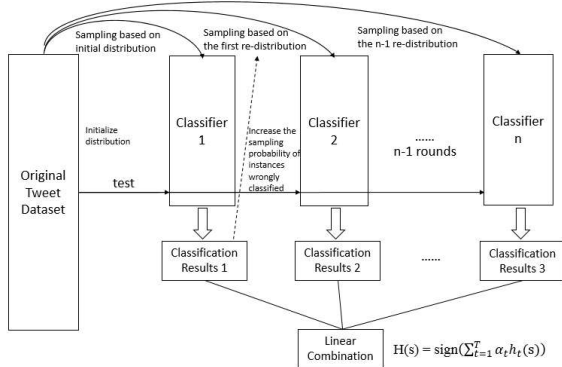 Sampling based on
initial distribution
Sampling based on
the first re-distribution
Sampling based on
the n-1 re-distribution
Original
Tweet
Dataset
Initialize
distribution
test
Classifier
1
Increase the
sampling
probability of
instances
wrongly
classified
Classifier
2
......
n-1 rounds
Classifier
n
Classification
Results 1
Classification
Results 2
......
Classification
Results 3
Linear
Combination
H(s) = sign(∑_{t=1}^{T} α_t h_t(s))